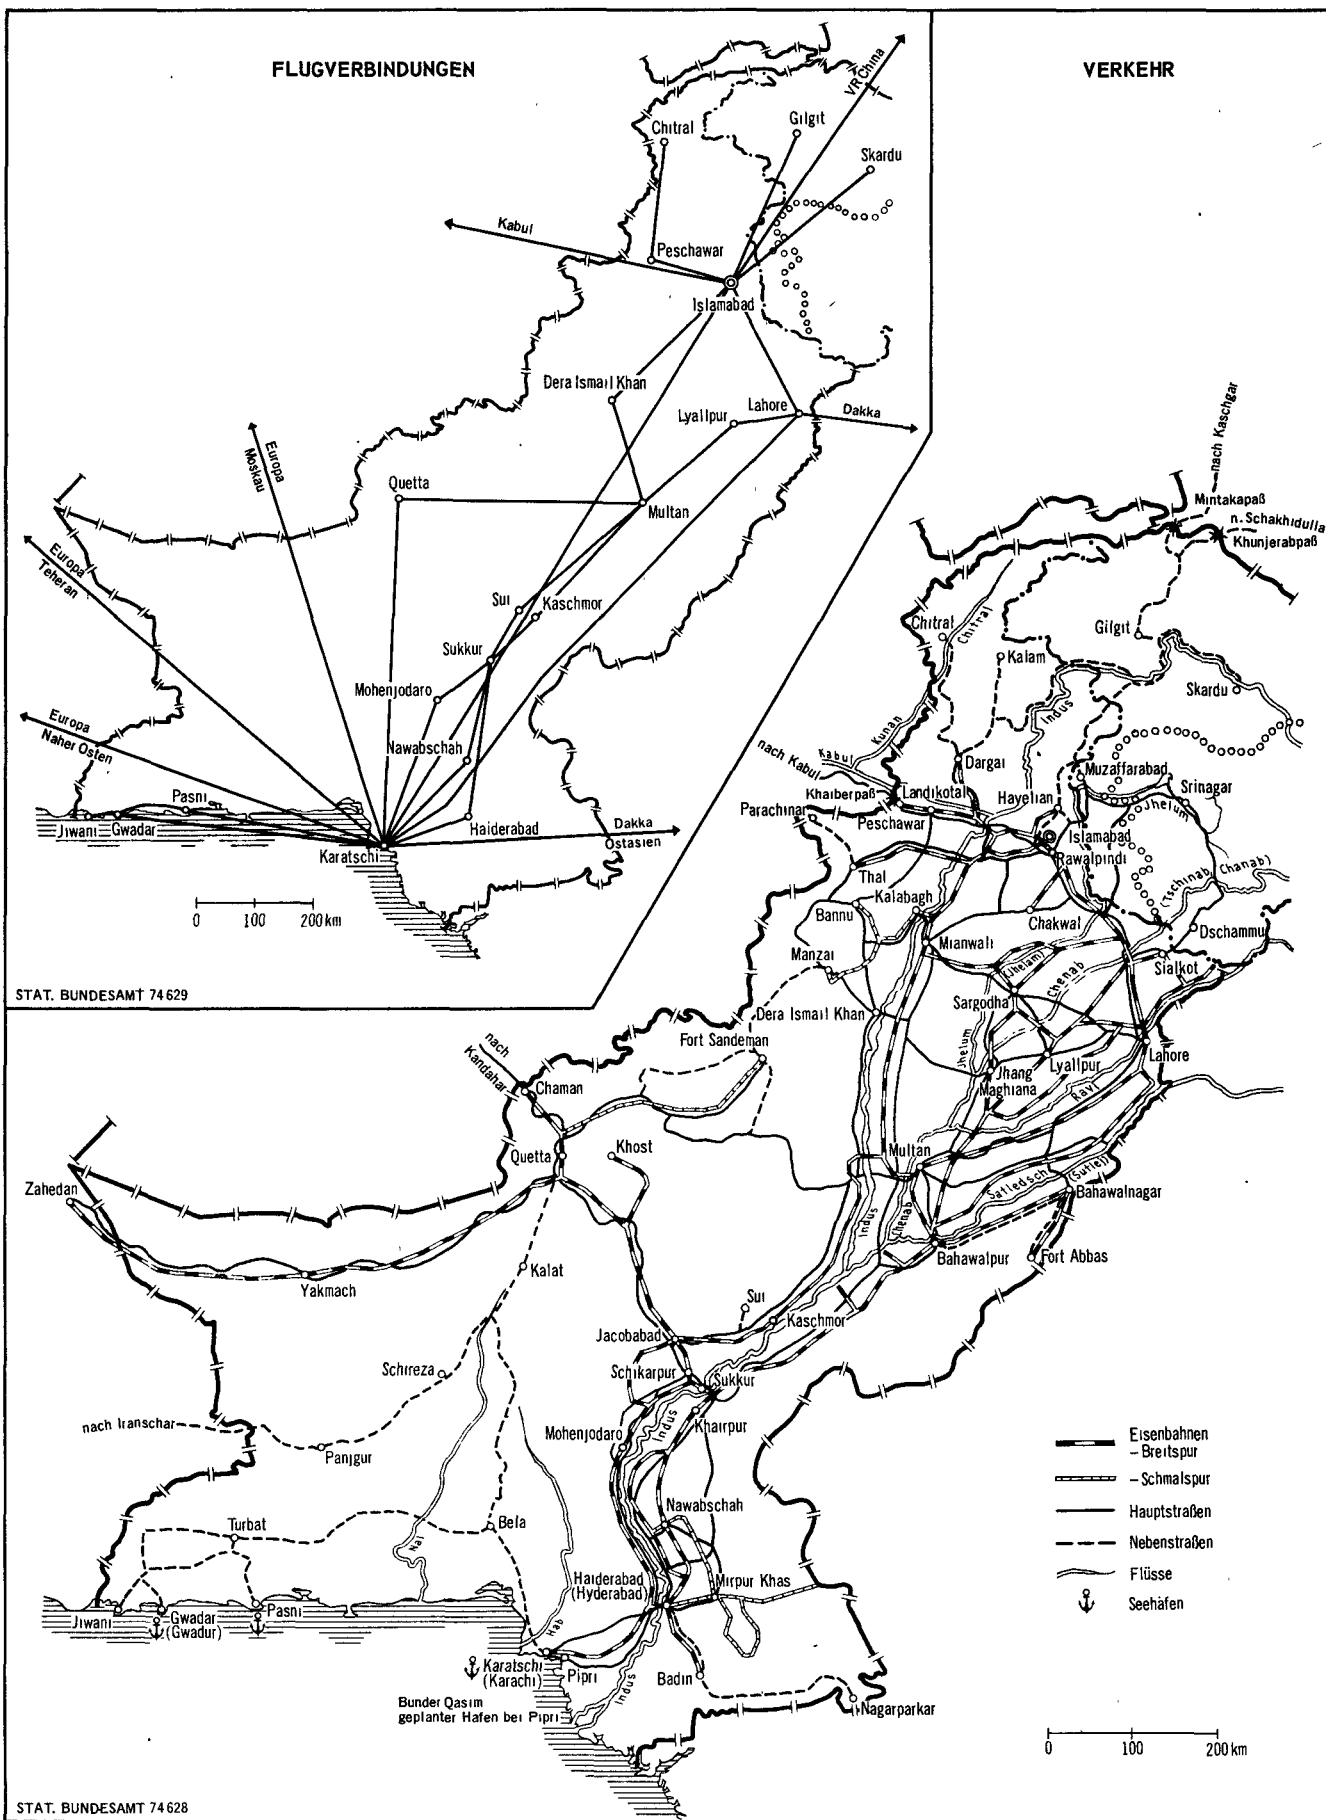 FLUGVERBINDUNGEN
VR China
Chitral
Gilgit
Skardu
Kabul
Peschawar
Islamabad
Dera Ismail Khan
Lyallpur
Lahore
Dakka
Europa
Moskau
Quetta
Multan
Europa
Teheran
Sui
Kaschmor
Sukkur
Mohenjodaro
Europa
Naher Osten
Nawabschah
Pasni
Jiwani
Gwadar
Haiderabad
Dakka
Ostasien
Karatschi
0 100 200 km
STAT. BUNDESAMT 74629
VERKEHR
nach Kaschgar
Mintakapaß
n. Schakhidulla
Khunjerabpaß
Chitral
Chitral
Gilgit
Kalam
Skardu
Indus
Kunan
Kabul
nach Kabul
Dargai
Muzaffarabad
Srinagar
Khaiberpaß
Landikotal
Havelian
Jhelum
Parachinar
Peschawar
Islamabad
Rawalpindi
Thal
(Tschinab)
Chanab)
Kalabagh
Bannu
Chakwal
Dschammu
Mianwali
Manzai
(Jhelam)
Chenab
Sialkot
Sargodha
Dera Ismail Khan
nach
Kandahar
Fort Sandeman
Jhelum
Lahore
Chaman
Jhang
Maghiana
Lyallpur
Ravi
Quetta
Khost
Multan
Satledsch
(Sutlej)
Zahedan
Bahawalnagar
Indus
Chenab
Bahawalpur
Fort Abbas
Kalat
Yakmach
Sui
Kaschmor
Jacobabad
Schireza
Schikarpur
Sukkur
nach Iranschar
Indus
Khairpur
Mohenjodaro
Panjgur
Eisenbahnen
– Breitspur
– Schmalspur
Hauptstraßen
Nebenstraßen
Flüsse
Seehäfen
Nawabschah
Turbat
Bela
Nal
Haiderabad
(Hyderabad)
Mirpur Khas
Jiwani
Gwadar
(Gwadur)
Pasni
Hab
Karatschi
(Karachi)
Pipri
Indus
Badin
Bunder Qasim
geplanter Hafen bei Pipri
Nagarparkar
0 100 200 km
STAT. BUNDESAMT 74628